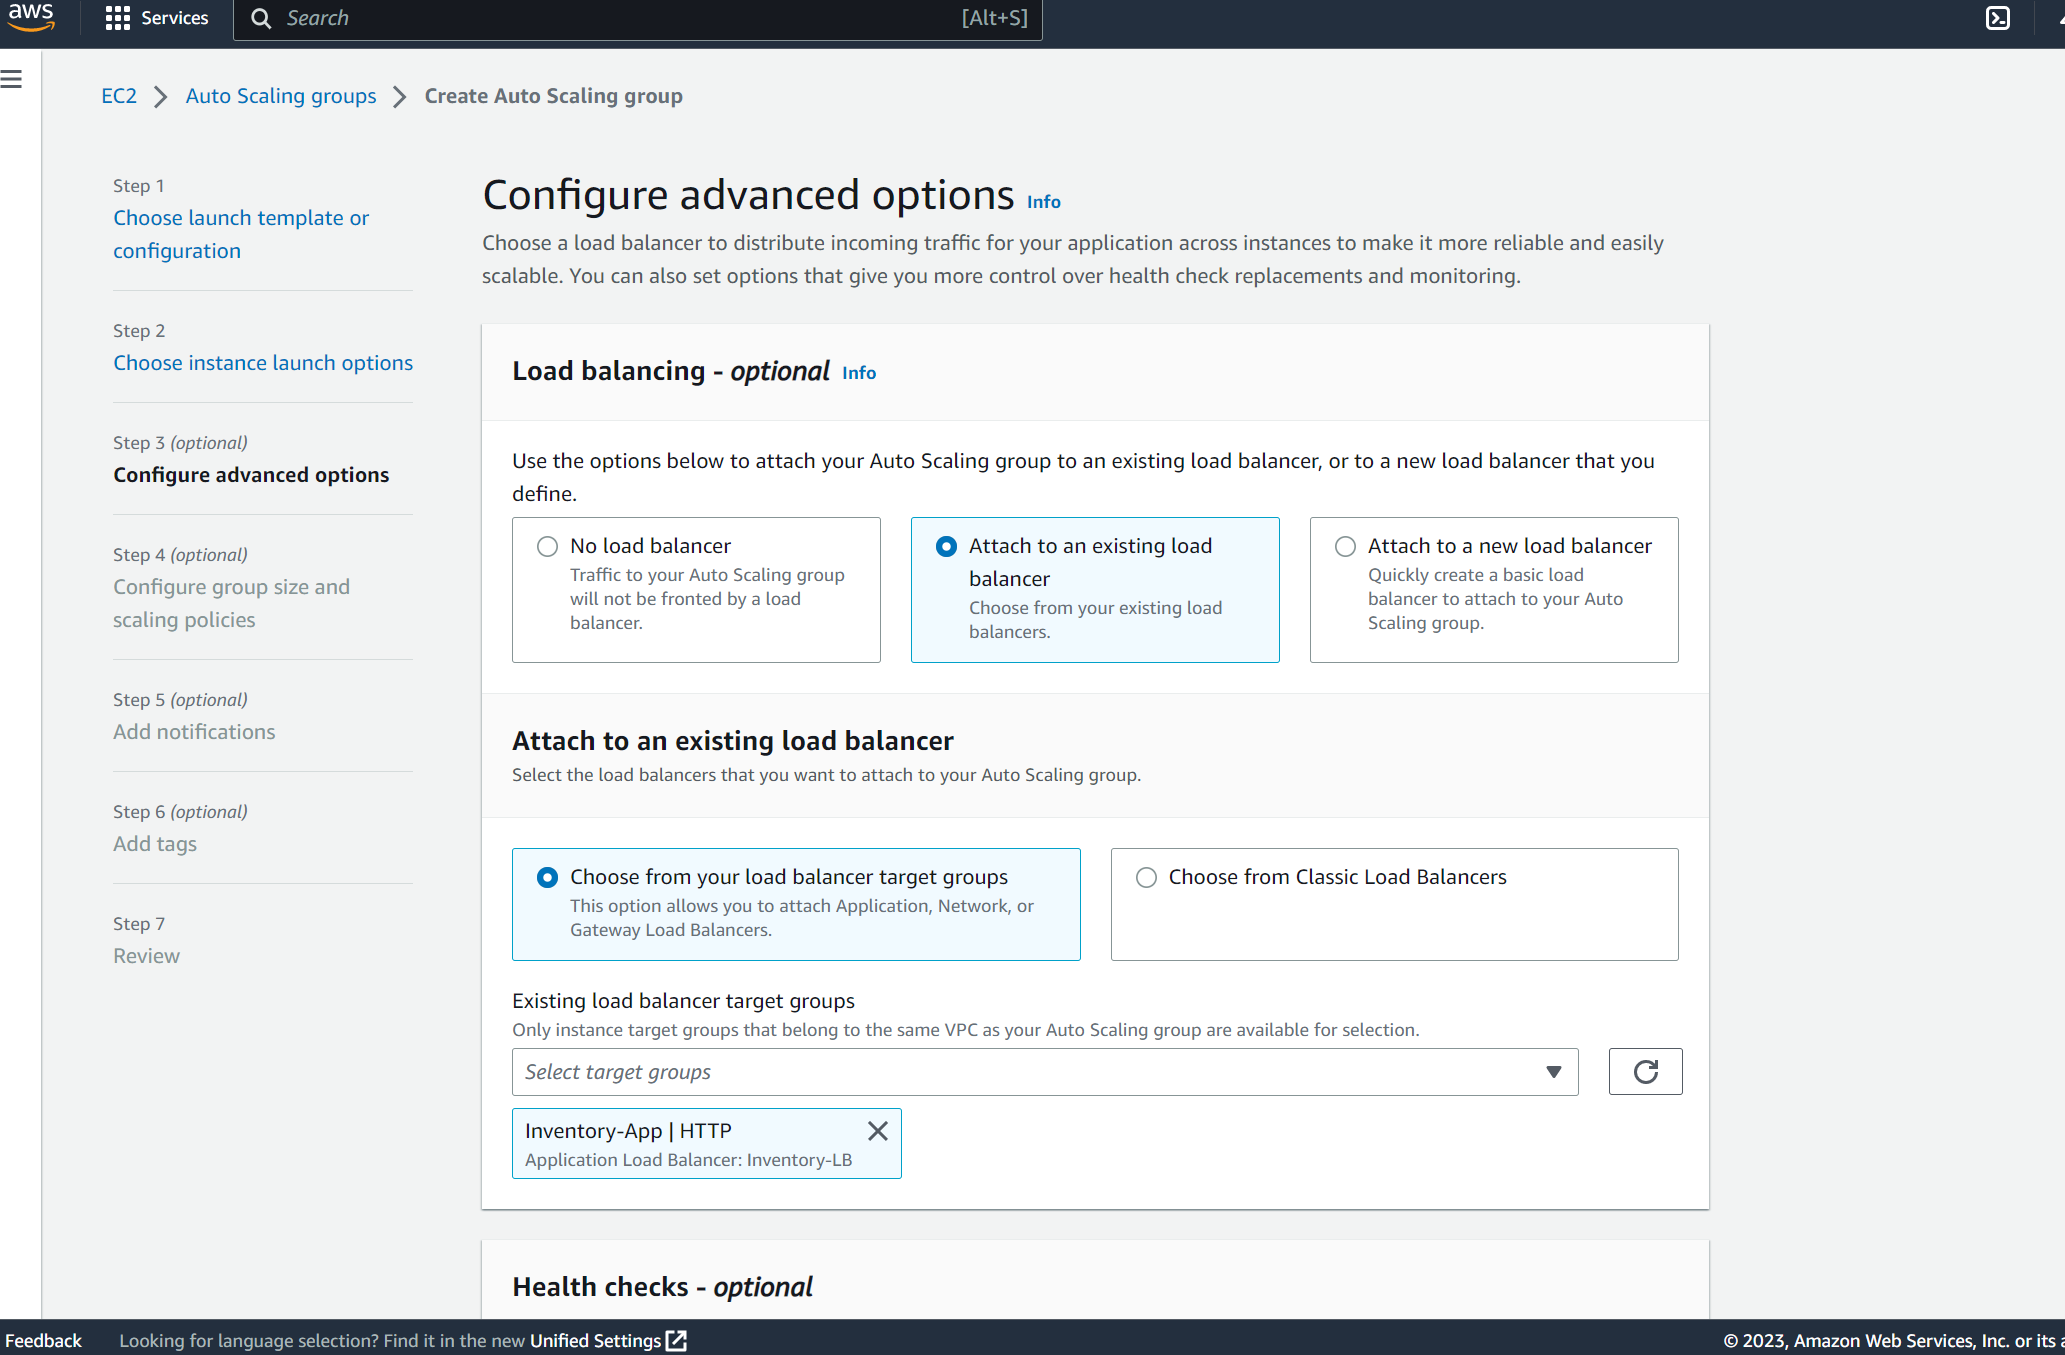 aws
Services
Search
[Alt+S]
EC2
Auto Scaling groups
Create Auto Scaling group
Step 1
Choose launch template or
configuration
Step 2
Choose instance launch options
Step 3 (optional)
Configure advanced options
Step 4 (optional)
Configure group size and
scaling policies
Step 5 (optional)
Add notifications
Step 6 (optional)
Add tags
Step 7
Review
Configure advanced options Info
Choose a load balancer to distribute incoming traffic for your application across instances to make it more reliable and easily
scalable. You can also set options that give you more control over health check replacements and monitoring.
Load balancing - optional Info
Use the options below to attach your Auto Scaling group to an existing load balancer, or to a new load balancer that you
define.
No load balancer
Traffic to your Auto Scaling group
will not be fronted by a load
balancer.
Attach to an existing load
balancer
Choose from your existing load
balancers.
Attach to a new load balancer
Quickly create a basic load
balancer to attach to your Auto
Scaling group.
Attach to an existing load balancer
Select the load balancers that you want to attach to your Auto Scaling group.
Choose from your load balancer target groups
This option allows you to attach Application, Network, or
Gateway Load Balancers.
Choose from Classic Load Balancers
Existing load balancer target groups
Only instance target groups that belong to the same VPC as your Auto Scaling group are available for selection.
Select target groups
Inventory-App | HTTP
Application Load Balancer: Inventory-LB
Health checks - optional
Feedback
Looking for language selection? Find it in the new Unified Settings
© 2023, Amazon Web Services, Inc. or its a